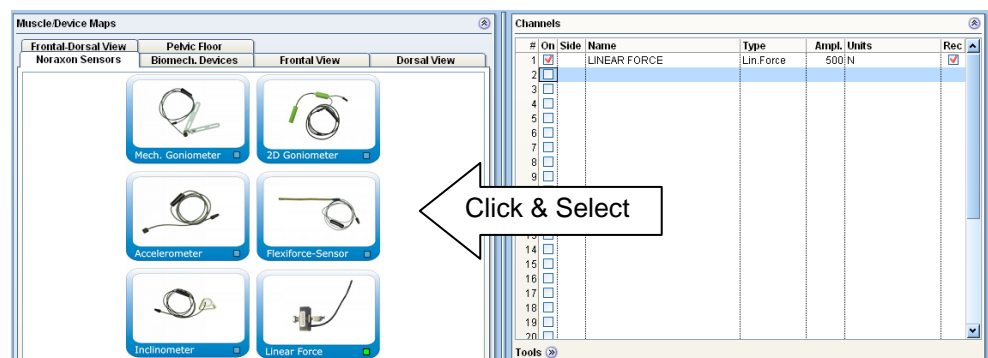 Muscle/Device Maps
Frontal-Dorsal View Pelvic Floor
Noraxon Sensors Biomech. Devices Frontal View Dorsal View
Mech. Goniometer 2D Goniometer
Accelerometer Flexiforce-Sensor
Inclinometer Linear Force
Click & Select
Channels
# On Side Name Type Ampl. Units Rec
1 LINEAR FORCE Lin.Force 500 N
2
3
4
5
6
7
8
9
14
15
16
17
18
19
20
Tools